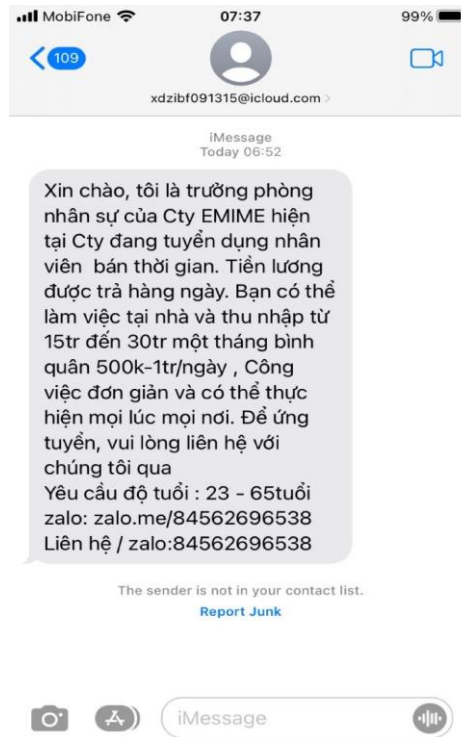 MobiFone 07:37 99%
109
xdzibf091315@icloud.com
iMessage
Today 06:52
Xin chào, tôi là trưởng phòng
nhân sự của Cty EMIME hiện
tại Cty đang tuyển dụng nhân
viên bán thời gian. Tiền lương
được trả hàng ngày. Bạn có thể
làm việc tại nhà và thu nhập từ
15tr đến 30tr một tháng bình
quân 500k-1tr/ngày , Công
việc đơn giản và có thể thực
hiện mọi lúc mọi nơi. Để ứng
tuyển, vui lòng liên hệ với
chúng tôi qua
Yêu cầu độ tuổi : 23 - 65tuổi
zalo: zalo.me/84562696538
Liên hệ / zalo:84562696538
The sender is not in your contact list.
Report Junk
iMessage